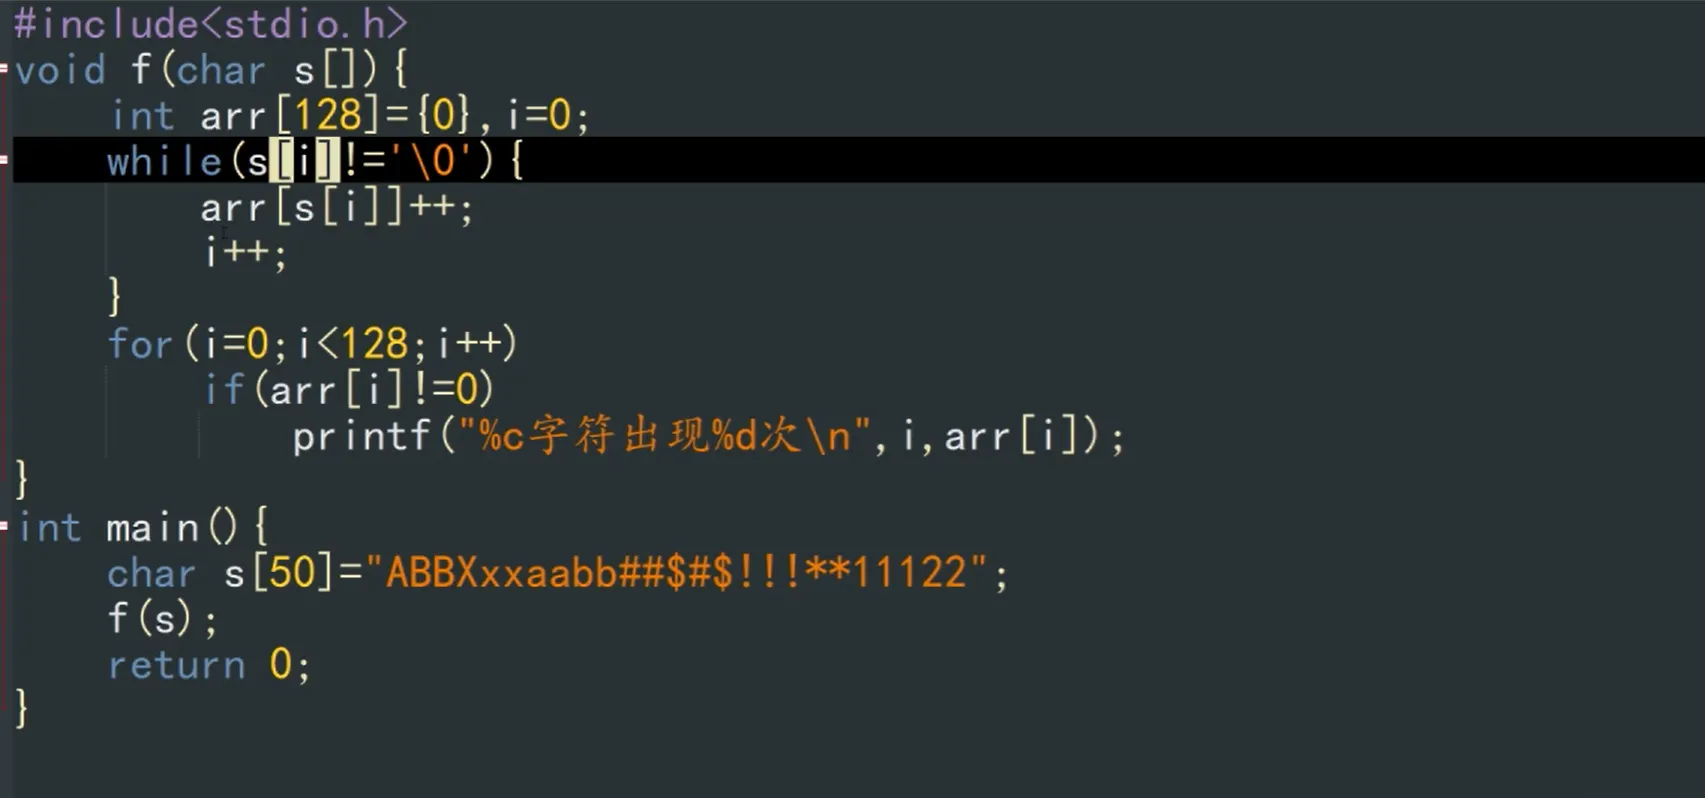 #include<stdio.h>
void f(char s[]){
    int arr[128]={0},i=0;
    while(s[i]!='\0'){
        arr[s[i]]++;
        i++;
    }
    for(i=0;i<128;i++)
        if(arr[i]!=0)
            printf("%c字符出现%d次\n",i,arr[i]);
}
int main(){
    char s[50]="ABBXxxaabb##$#$!!!**11122";
    f(s);
    return 0;
}